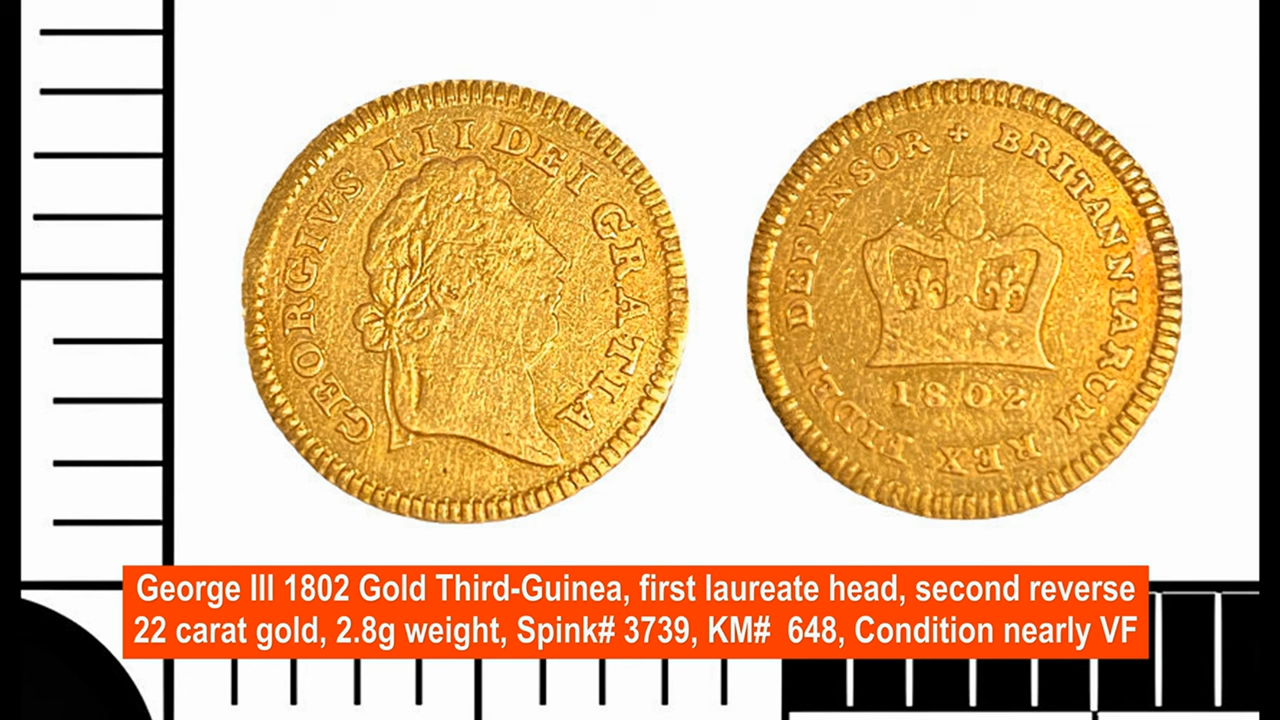 GEORGIVS III DEI GRATIA
BRITANNIARUM REX FIDEI DEFENSOR
1802
George III 1802 Gold Third-Guinea, first laureate head, second reverse
22 carat gold, 2.8g weight, Spink# 3739, KM# 648, Condition nearly VF